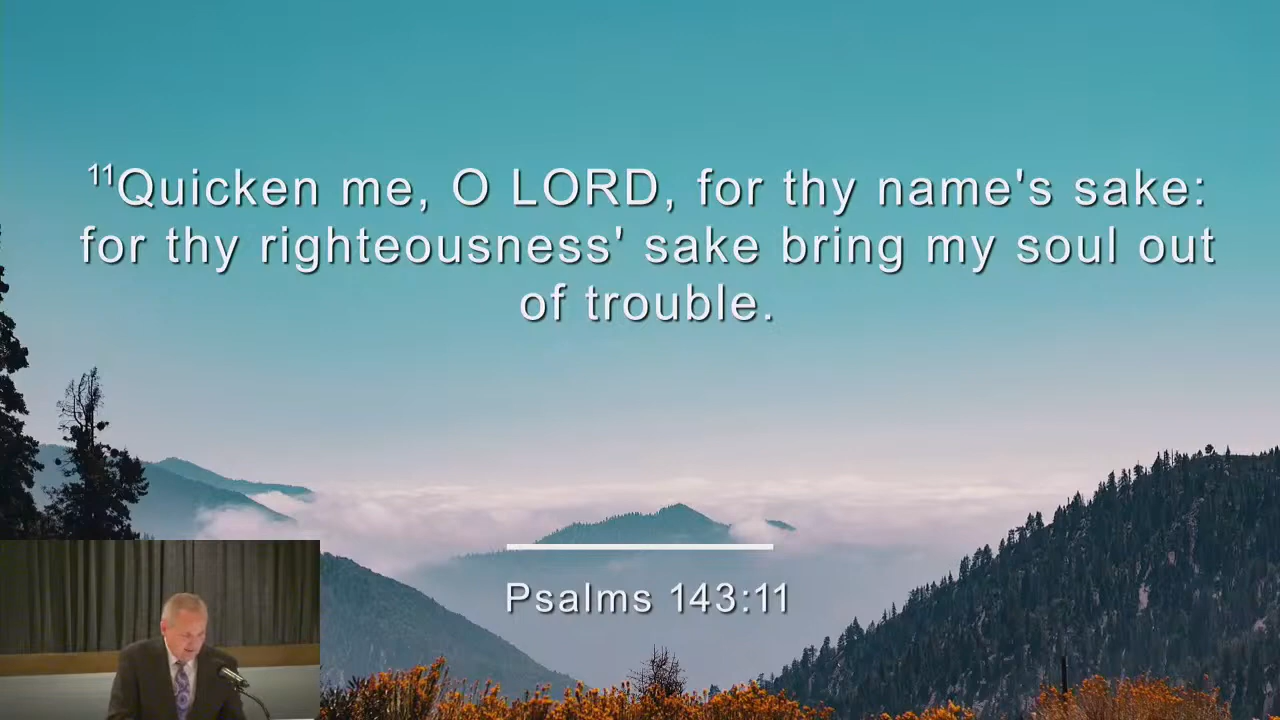 ¹¹Quicken me, O LORD, for thy name's sake:
for thy righteousness' sake bring my soul out
of trouble.
Psalms 143:11